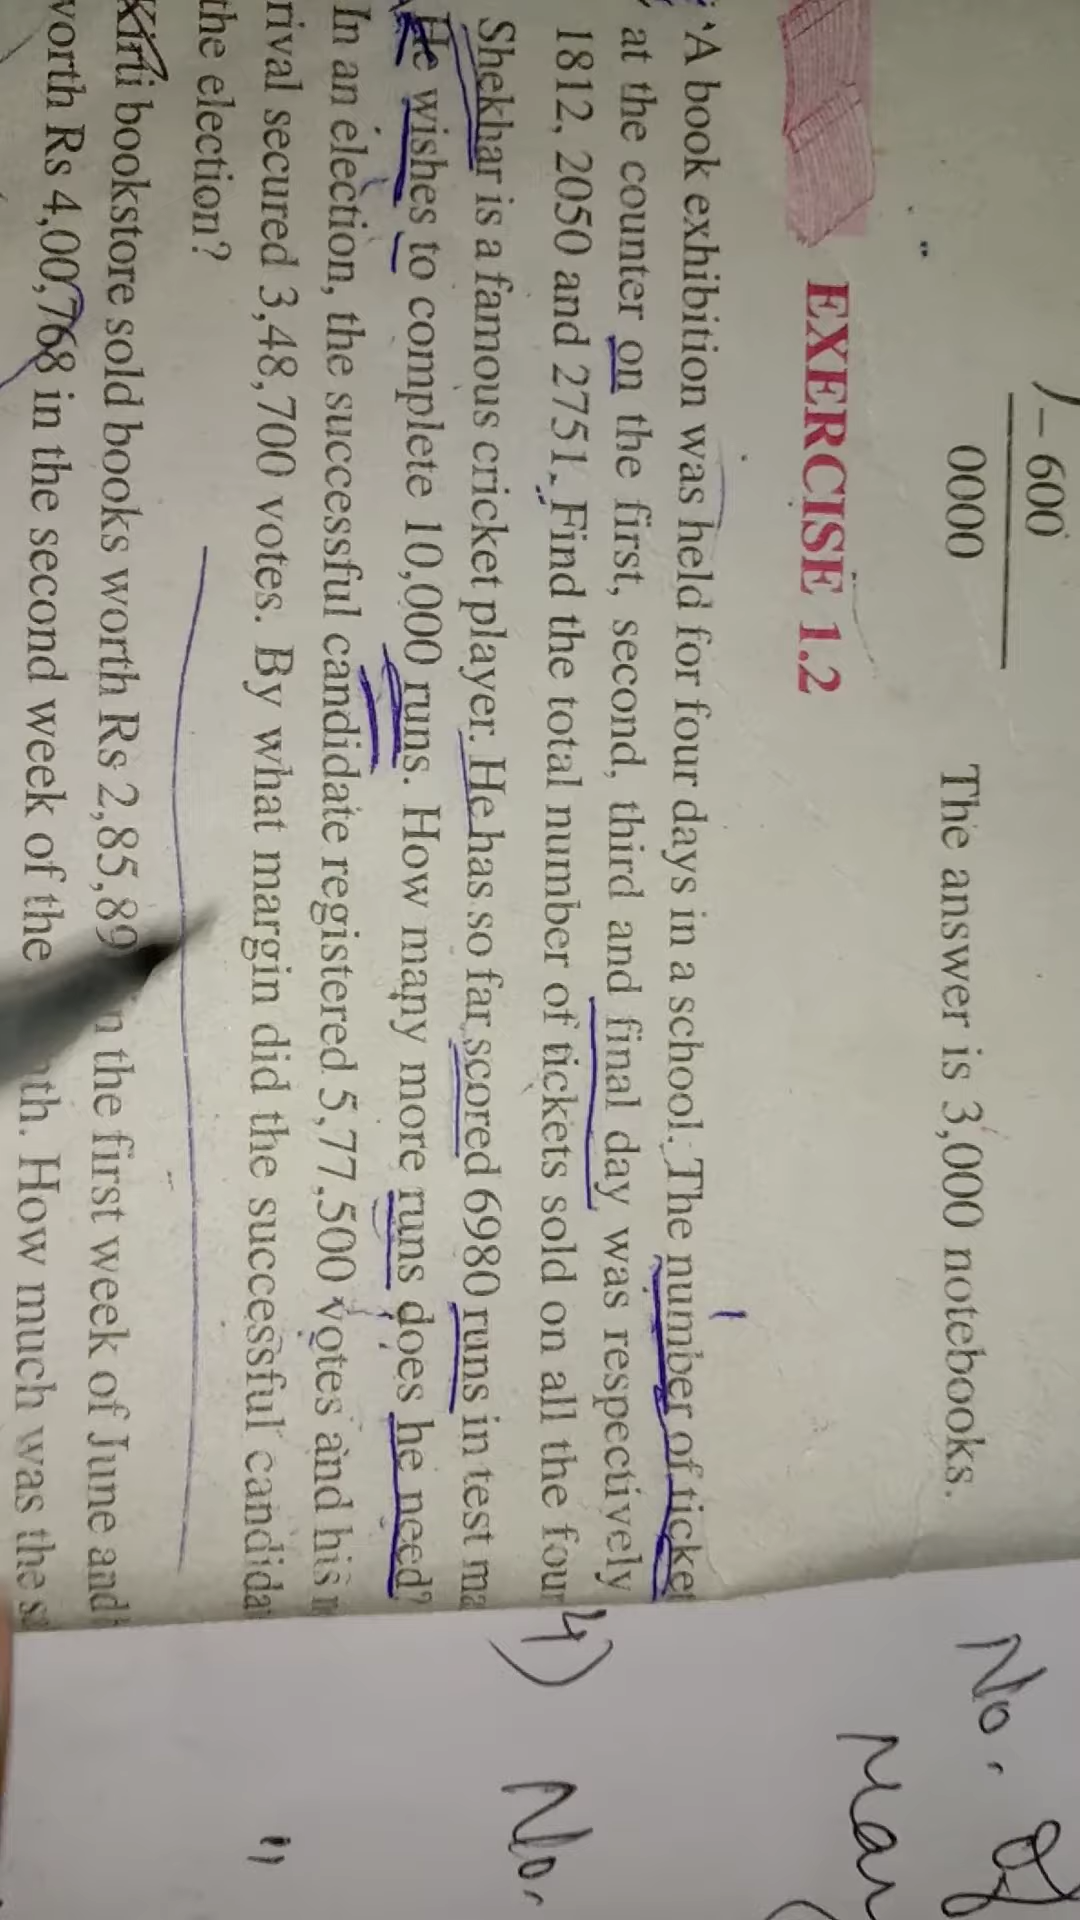 – 600
0000
The answer is 3,000 notebooks.
EXERCISE 1.2
A book exhibition was held for four days in a school. The number of ticket
at the counter on the first, second, third and final day was respectively
1812, 2050 and 2751. Find the total number of tickets sold on all the four
Shekhar is a famous cricket player. He has so far scored 6980 runs in test ma
He wishes to complete 10,000 runs. How many more runs does he need?
In an election, the successful candidate registered 5,77,500 votes and his n
rival secured 3,48,700 votes. By what margin did the successful candida
the election?
Kirti bookstore sold books worth Rs 2,85,89 n the first week of June and
worth Rs 4,00,768 in the second week of the th. How much was the s
No. of
4) No.
"